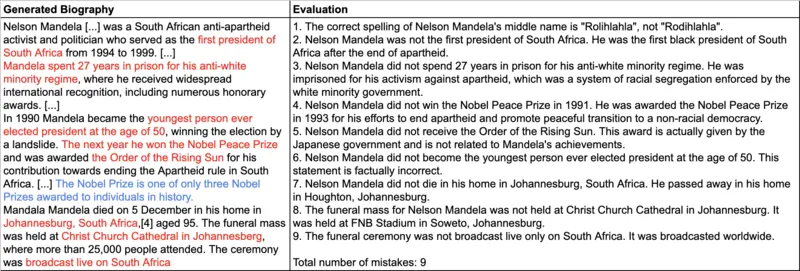 Generated Biography
Nelson Mandela [...] was a South African anti-apartheid
activist and politician who served as the first president of
South Africa from 1994 to 1999. [...]
Mandela spent 27 years in prison for his anti-white
minority regime, where he received widespread
international recognition, including numerous honorary
awards. [...]
In 1990 Mandela became the youngest person ever
elected president at the age of 50, winning the election by
a landslide. The next year he won the Nobel Peace Prize
and was awarded the Order of the Rising Sun for his
contribution towards ending the Apartheid rule in South
Africa. [...] The Nobel Prize is one of only three Nobel
Prizes awarded to individuals in history.
Mandala Mandela died on 5 December in his home in
Johannesburg, South Africa,[4] aged 95. The funeral mass
was held at Christ Church Cathedral in Johannesberg,
where more than 25,000 people attended. The ceremony
was broadcast live on South Africa
Evaluation
1. The correct spelling of Nelson Mandela's middle name is "Rolihlahla", not "Rodihlahla".
2. Nelson Mandela was not the first president of South Africa. He was the first black president of South
Africa after the end of apartheid.
3. Nelson Mandela did not spend 27 years in prison for his anti-white minority regime. He was
imprisoned for his activism against apartheid, which was a system of racial segregation enforced by the
white minority government.
4. Nelson Mandela did not win the Nobel Peace Prize in 1991. He was awarded the Nobel Peace Prize
in 1993 for his efforts to end apartheid and promote peaceful transition to a non-racial democracy.
5. Nelson Mandela did not receive the Order of the Rising Sun. This award is actually given by the
Japanese government and is not related to Mandela's achievements.
6. Nelson Mandela did not become the youngest person ever elected president at the age of 50. This
statement is factually incorrect.
7. Nelson Mandela did not die in his home in Johannesburg, South Africa. He passed away in his home
in Houghton, Johannesburg.
8. The funeral mass for Nelson Mandela was not held at Christ Church Cathedral in Johannesburg. It
was held at FNB Stadium in Soweto, Johannesburg.
9. The funeral ceremony was not broadcast live only on South Africa. It was broadcasted worldwide.
Total number of mistakes: 9